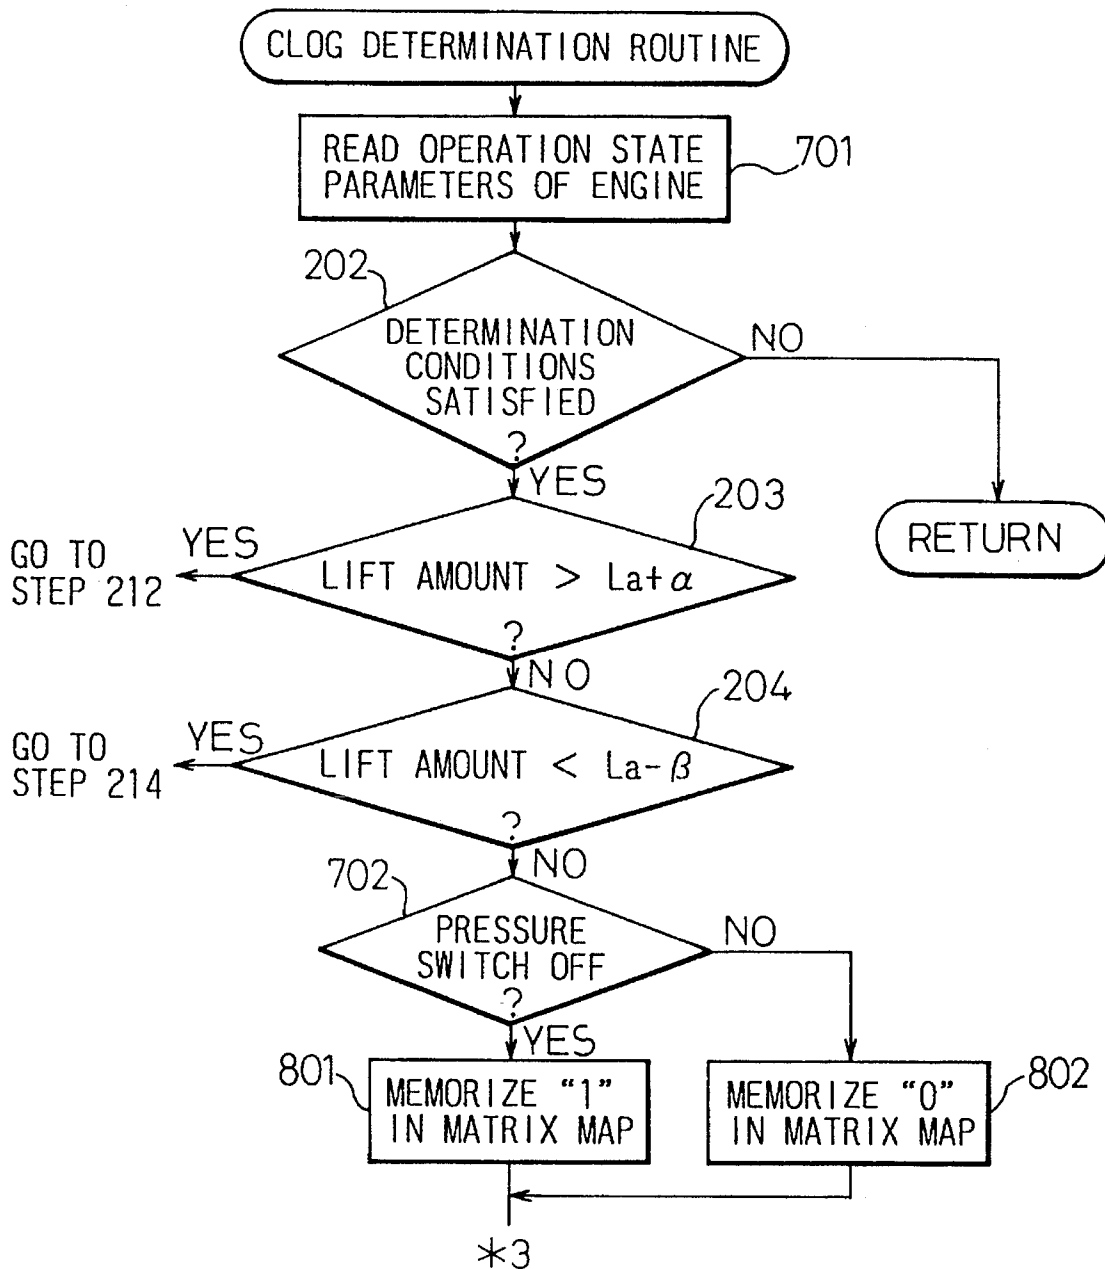 CLOG DETERMINATION ROUTINE
READ OPERATION STATE
PARAMETERS OF ENGINE
701
202
DETERMINATION
CONDITIONS
SATISFIED
?
NO
YES
RETURN
203
GO TO
STEP 212
YES
LIFT AMOUNT > La+α
?
NO
204
GO TO
STEP 214
YES
LIFT AMOUNT < La-β
?
NO
702
PRESSURE
SWITCH OFF
?
NO
YES
801
MEMORIZE “1”
IN MATRIX MAP
MEMORIZE “0”
IN MATRIX MAP
802
*3